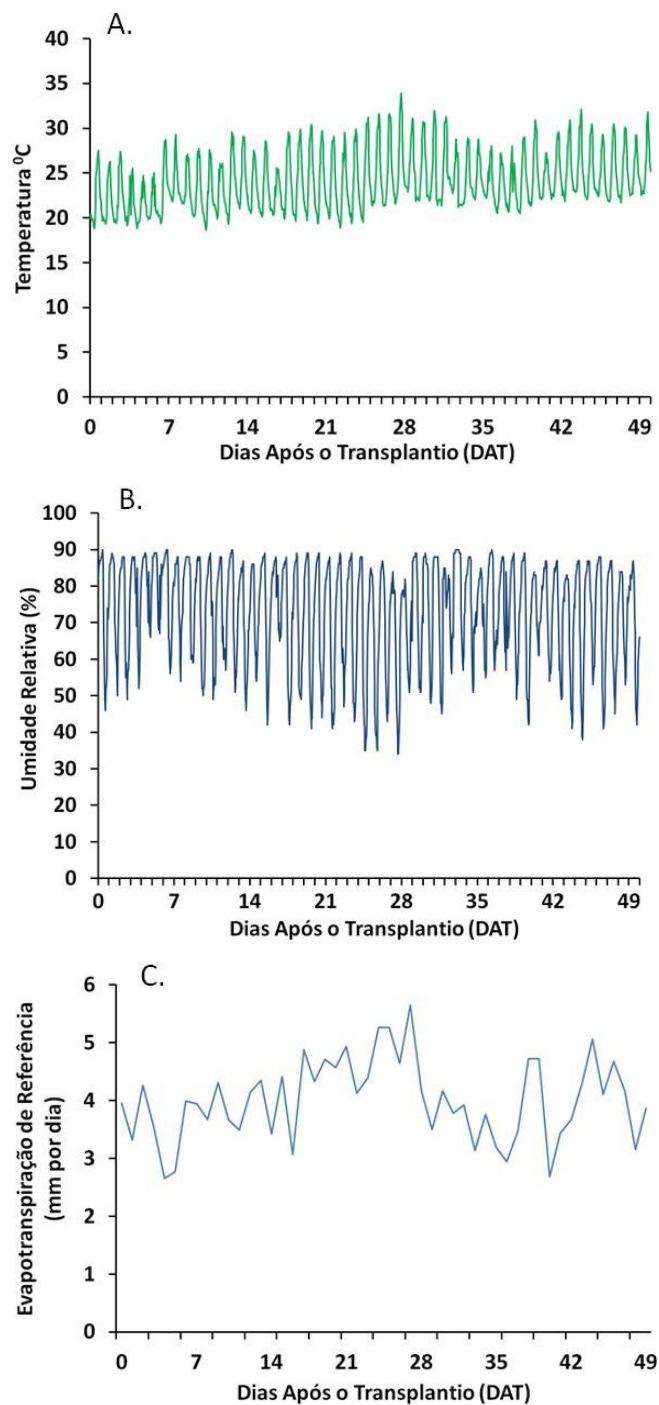 A.
40
35
30
25
20
15
10
5
0
Temperatura ⁰C
0 7 14 21 28 35 42 49
Dias Após o Transplantio (DAT)
B.
100
90
80
70
60
50
40
30
20
10
0
Umidade Relativa (%)
0 7 14 21 28 35 42 49
Dias Após o Transplantio (DAT)
C.
6
5
4
3
2
1
0
Evapotranspiração de Referência
(mm por dia)
0 7 14 21 28 35 42 49
Dias Após o Transplantio (DAT)